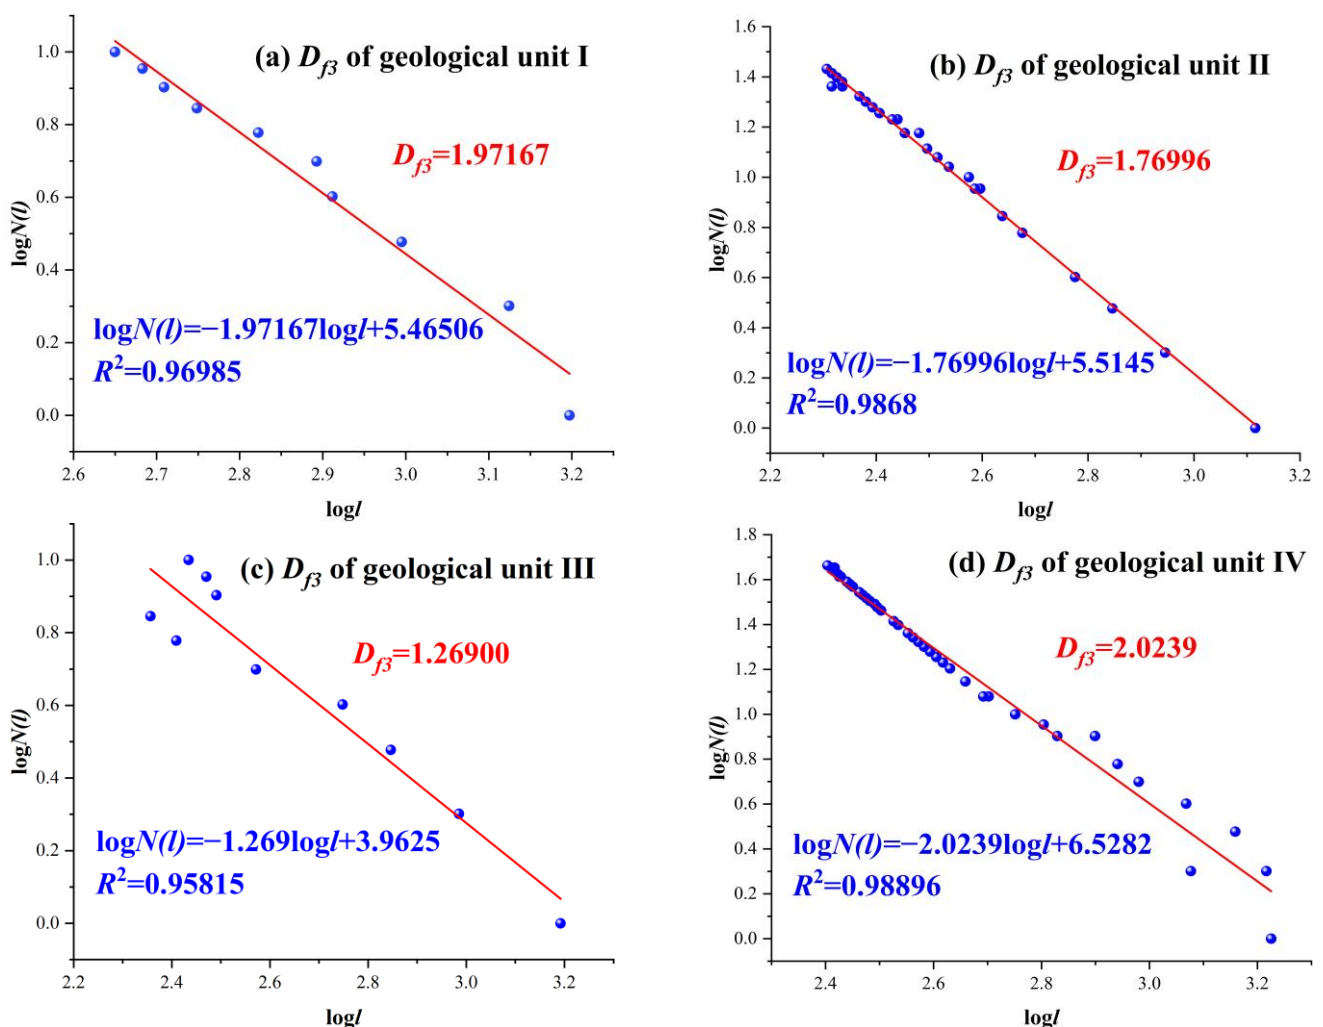 (a) Df3 of geological unit I
Df3=1.97167
logN(l)=−1.97167logl+5.46506
R2=0.96985
logN(l)
1.0
0.8
0.6
0.4
0.2
0.0
2.6 2.7 2.8 2.9 3.0 3.1 3.2
logl
(b) Df3 of geological unit II
Df3=1.76996
logN(l)=−1.76996logl+5.5145
R2=0.9868
logN(l)
1.6
1.4
1.2
1.0
0.8
0.6
0.4
0.2
0.0
2.2 2.4 2.6 2.8 3.0 3.2
logl
(c) Df3 of geological unit III
Df3=1.26900
logN(l)=−1.269logl+3.9625
R2=0.95815
logN(l)
1.0
0.8
0.6
0.4
0.2
0.0
2.2 2.4 2.6 2.8 3.0 3.2
logl
(d) Df3 of geological unit IV
Df3=2.0239
logN(l)=−2.0239logl+6.5282
R2=0.98896
logN(l)
1.8
1.6
1.4
1.2
1.0
0.8
0.6
0.4
0.2
0.0
2.4 2.6 2.8 3.0 3.2
logl